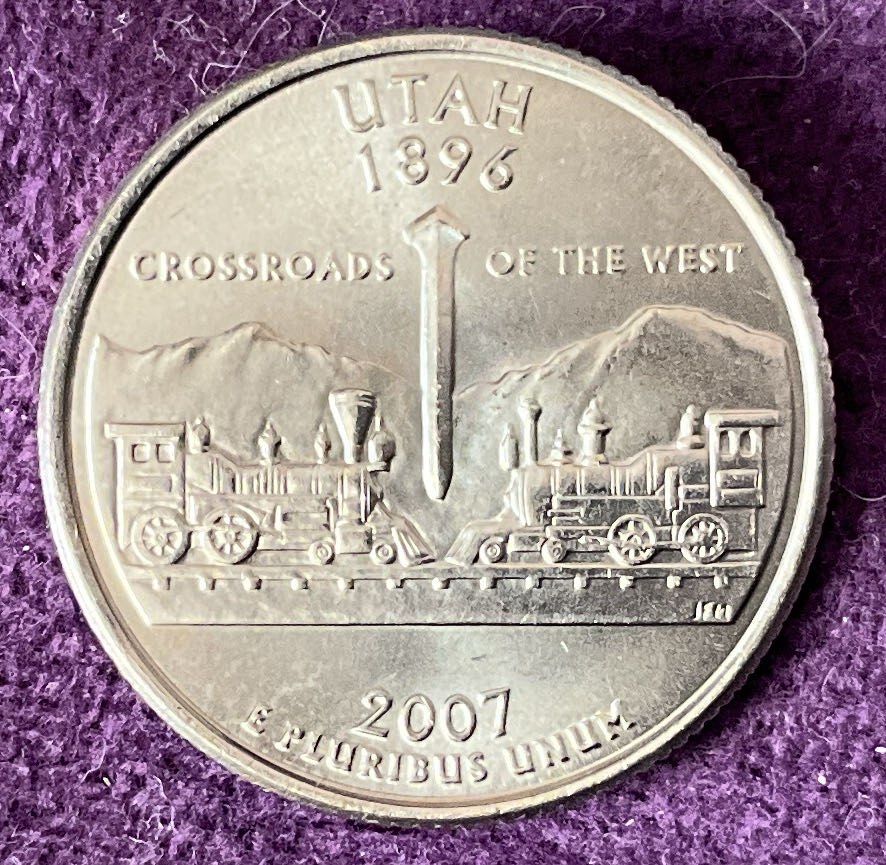 UTAH
1896
CROSSROADS OF THE WEST
JFM
2007
E PLURIBUS UNUM